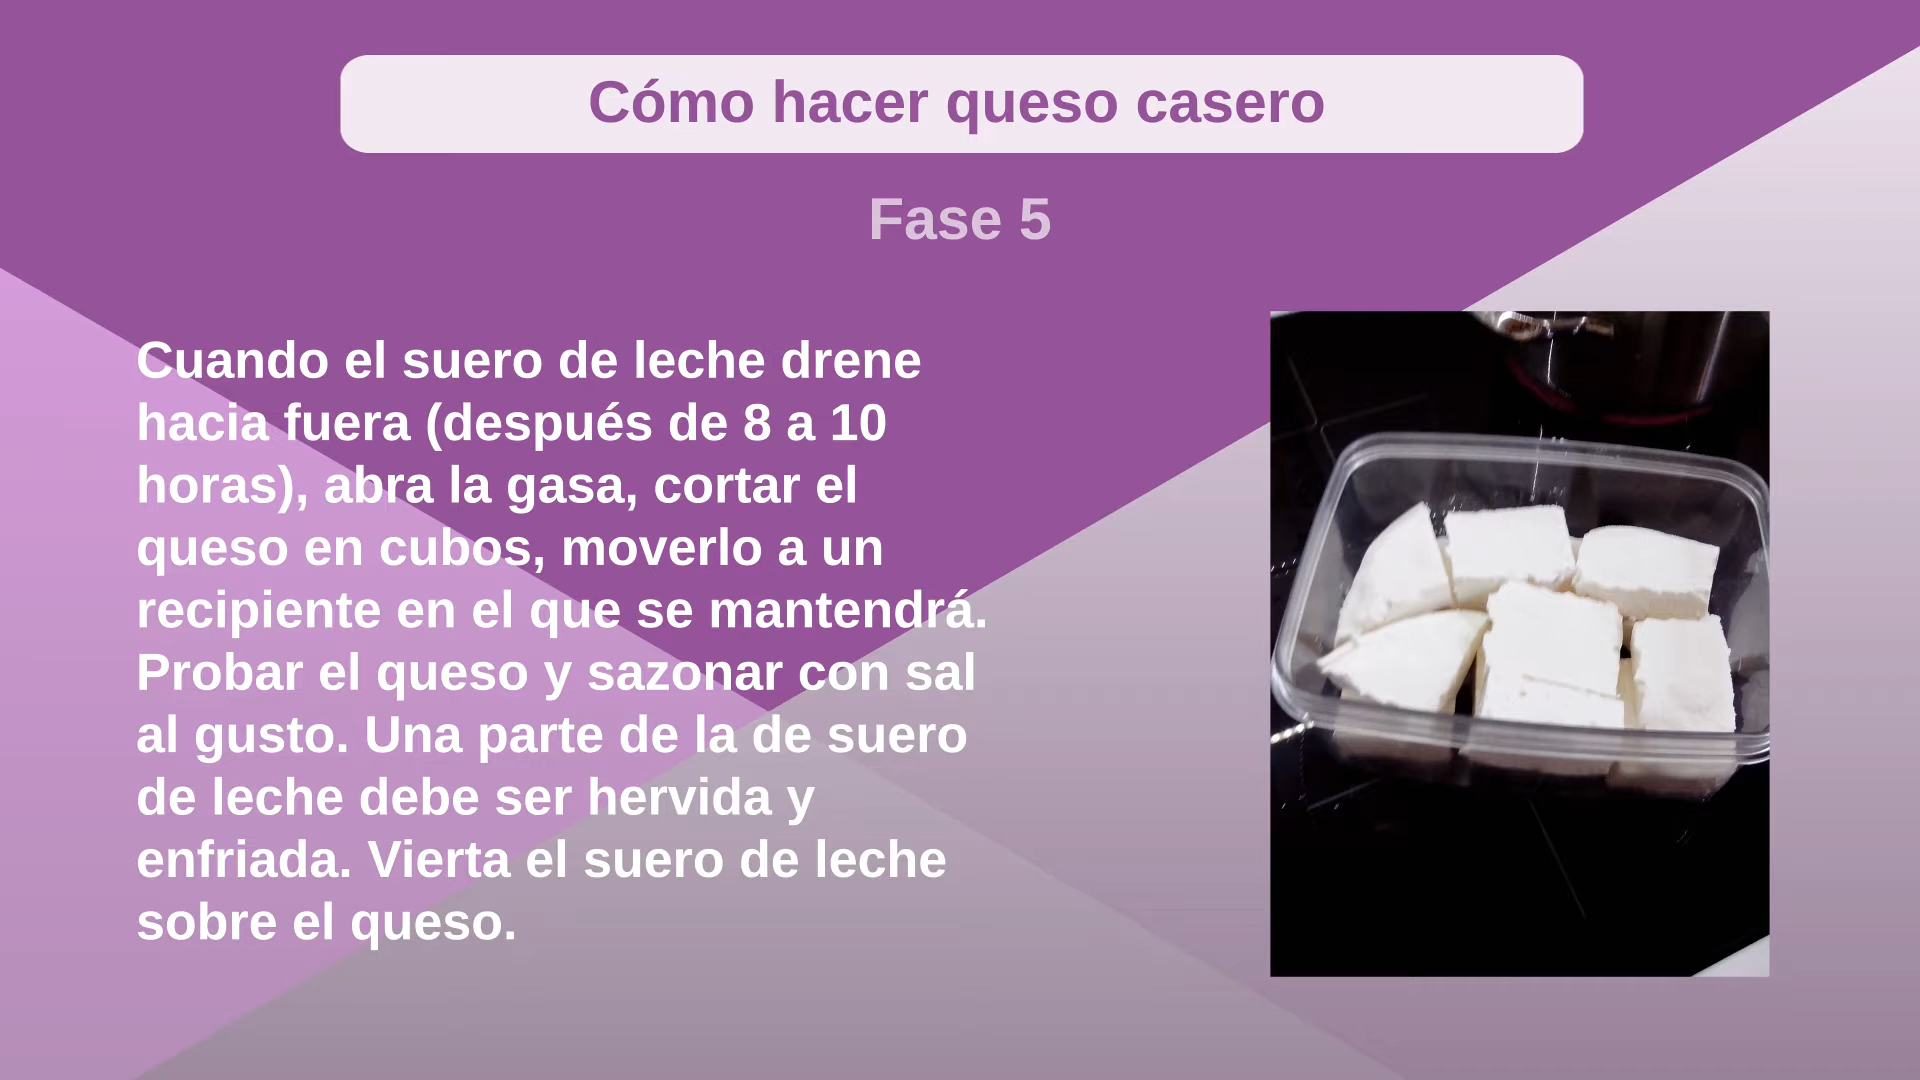 Cómo hacer queso casero
Fase 5
Cuando el suero de leche drene
hacia fuera (después de 8 a 10
horas), abra la gasa, cortar el
queso en cubos, moverlo a un
recipiente en el que se mantendrá.
Probar el queso y sazonar con sal
al gusto. Una parte de la de suero
de leche debe ser hervida y
enfriada. Vierta el suero de leche
sobre el queso.